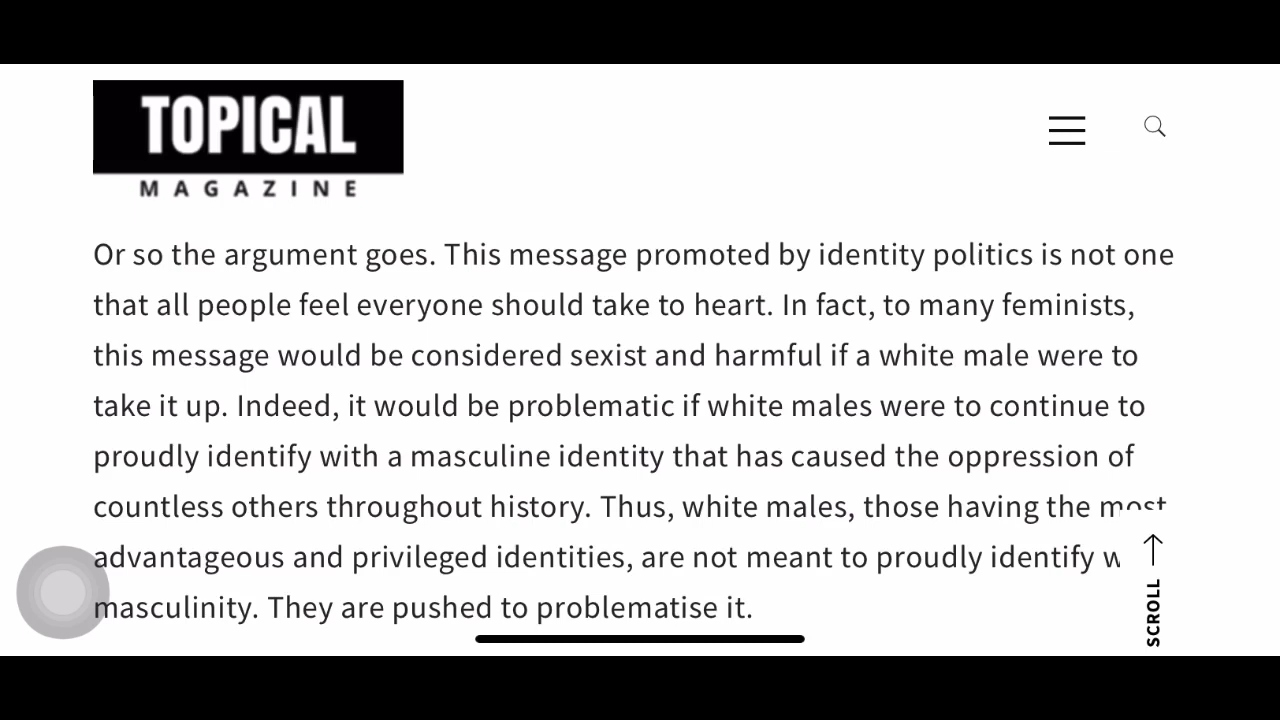 TOPICAL
MAGAZINE
Or so the argument goes. This message promoted by identity politics is not one
that all people feel everyone should take to heart. In fact, to many feminists,
this message would be considered sexist and harmful if a white male were to
take it up. Indeed, it would be problematic if white males were to continue to
proudly identify with a masculine identity that has caused the oppression of
countless others throughout history. Thus, white males, those having the most
advantageous and privileged identities, are not meant to proudly identify
masculinity. They are pushed to problematise it.
SCROLL